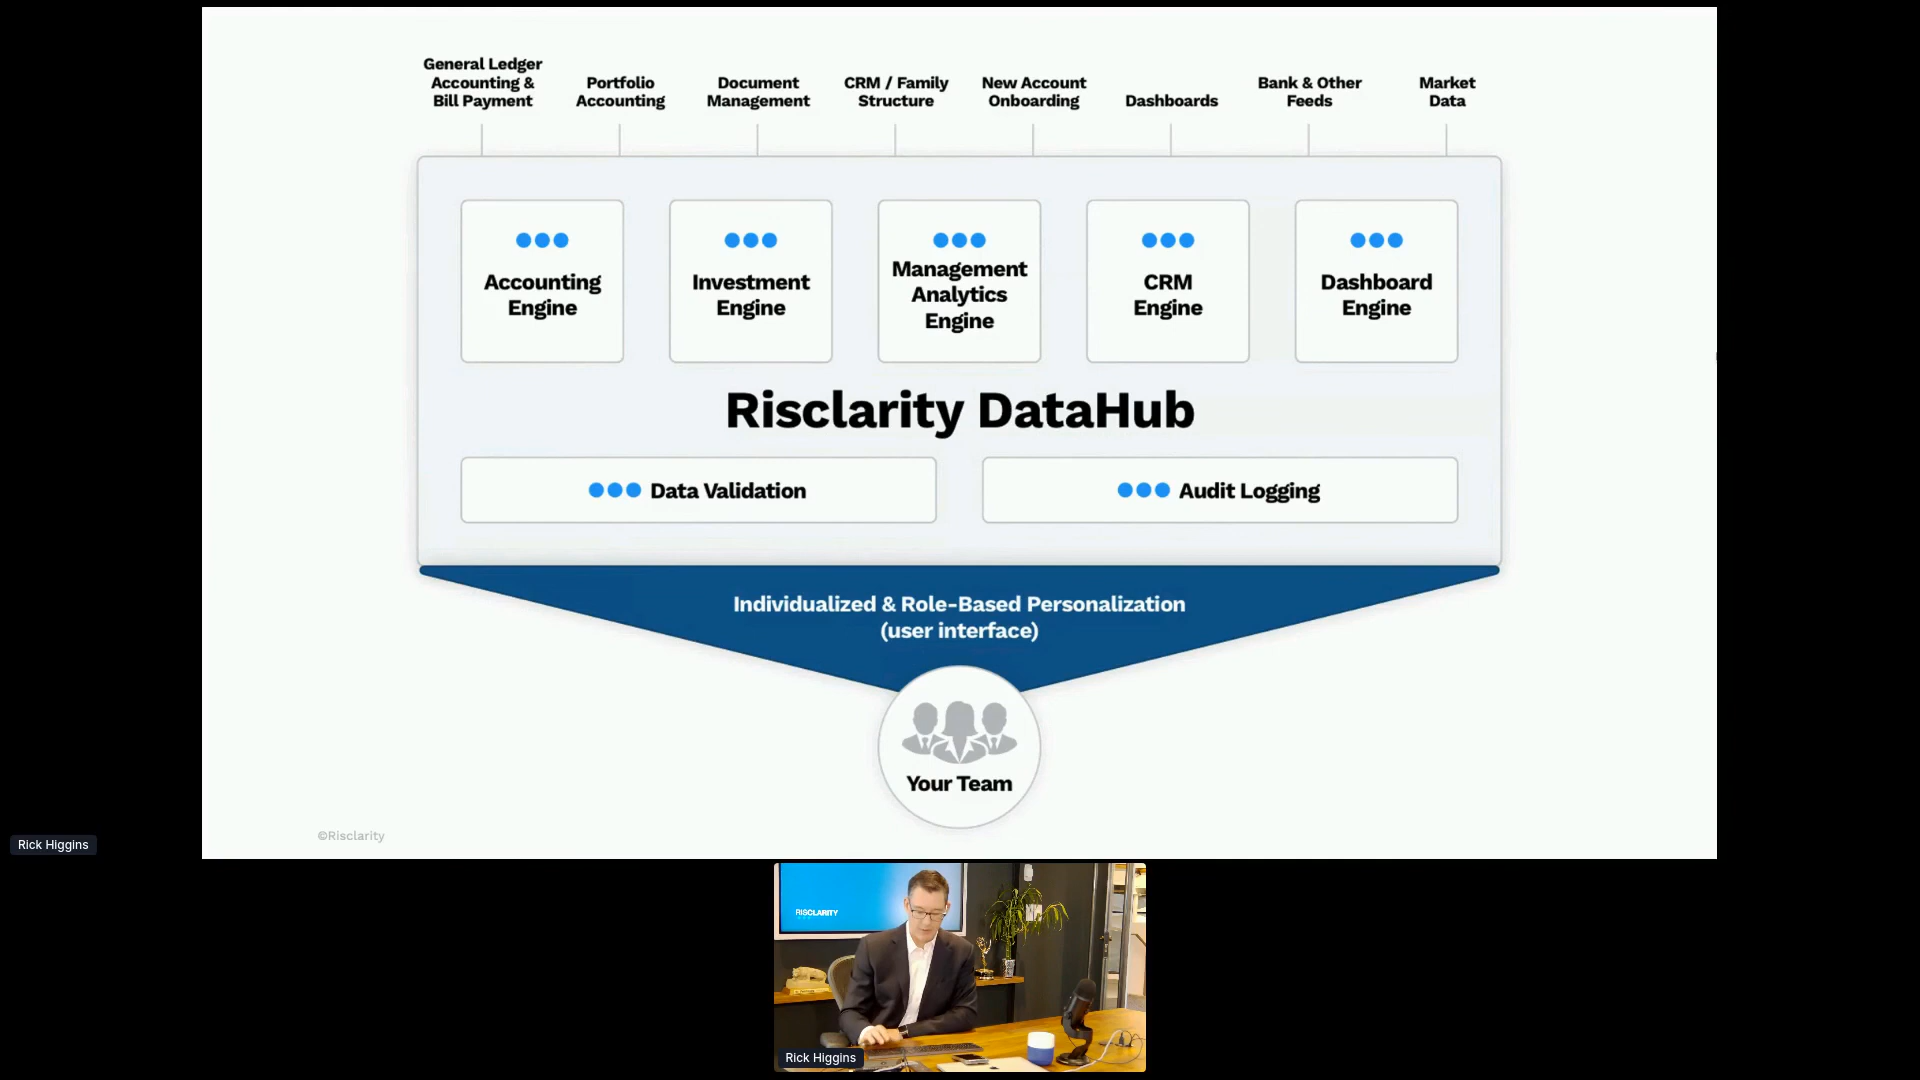 General Ledger
Accounting &
Bill Payment
Portfolio
Accounting
Document
Management
CRM / Family
Structure
New Account
Onboarding
Dashboards
Bank & Other
Feeds
Market
Data
Accounting
Engine
Investment
Engine
Management
Analytics
Engine
CRM
Engine
Dashboard
Engine
Risclarity DataHub
Data Validation
Audit Logging
Individualized & Role-Based Personalization
(user interface)
Your Team
©Risclarity
Rick Higgins
RISCLARITY
Rick Higgins